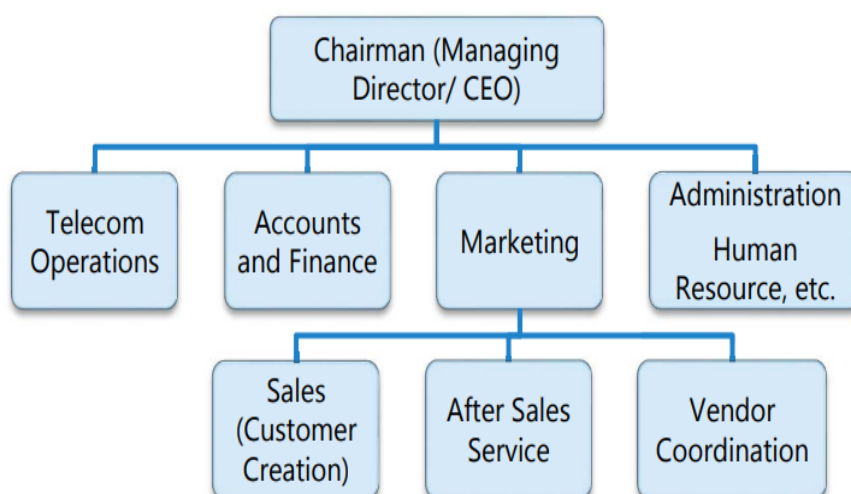 Chairman (Managing
Director/ CEO)
Telecom
Operations
Accounts
and Finance
Marketing
Administration
Human
Resource, etc.
Sales
(Customer
Creation)
After Sales
Service
Vendor
Coordination